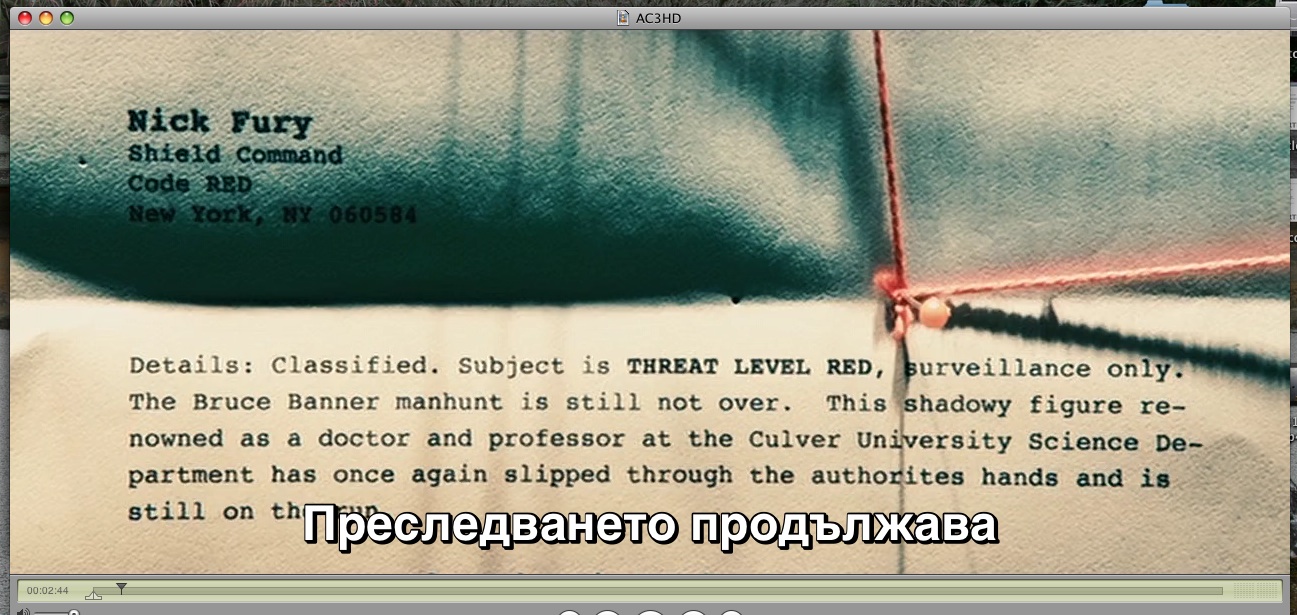 AC3HD
Nick Fury
Shield Command
Code RED
New York, NY 060584
Details: Classified. Subject is THREAT LEVEL RED, surveillance only.
The Bruce Banner manhunt is still not over. This shadowy figure re-
nowned as a doctor and professor at the Culver University Science De-
partment has once again slipped through the authorites hands and is
still on the run
Преследването продължава
00:02:44